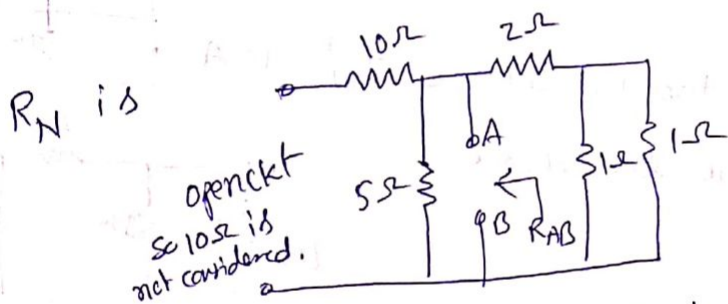 10Ω
2Ω
R_N is
A
1Ω
1Ω
openckt
5Ω
so 10Ω is
B
R_AB
not considered.